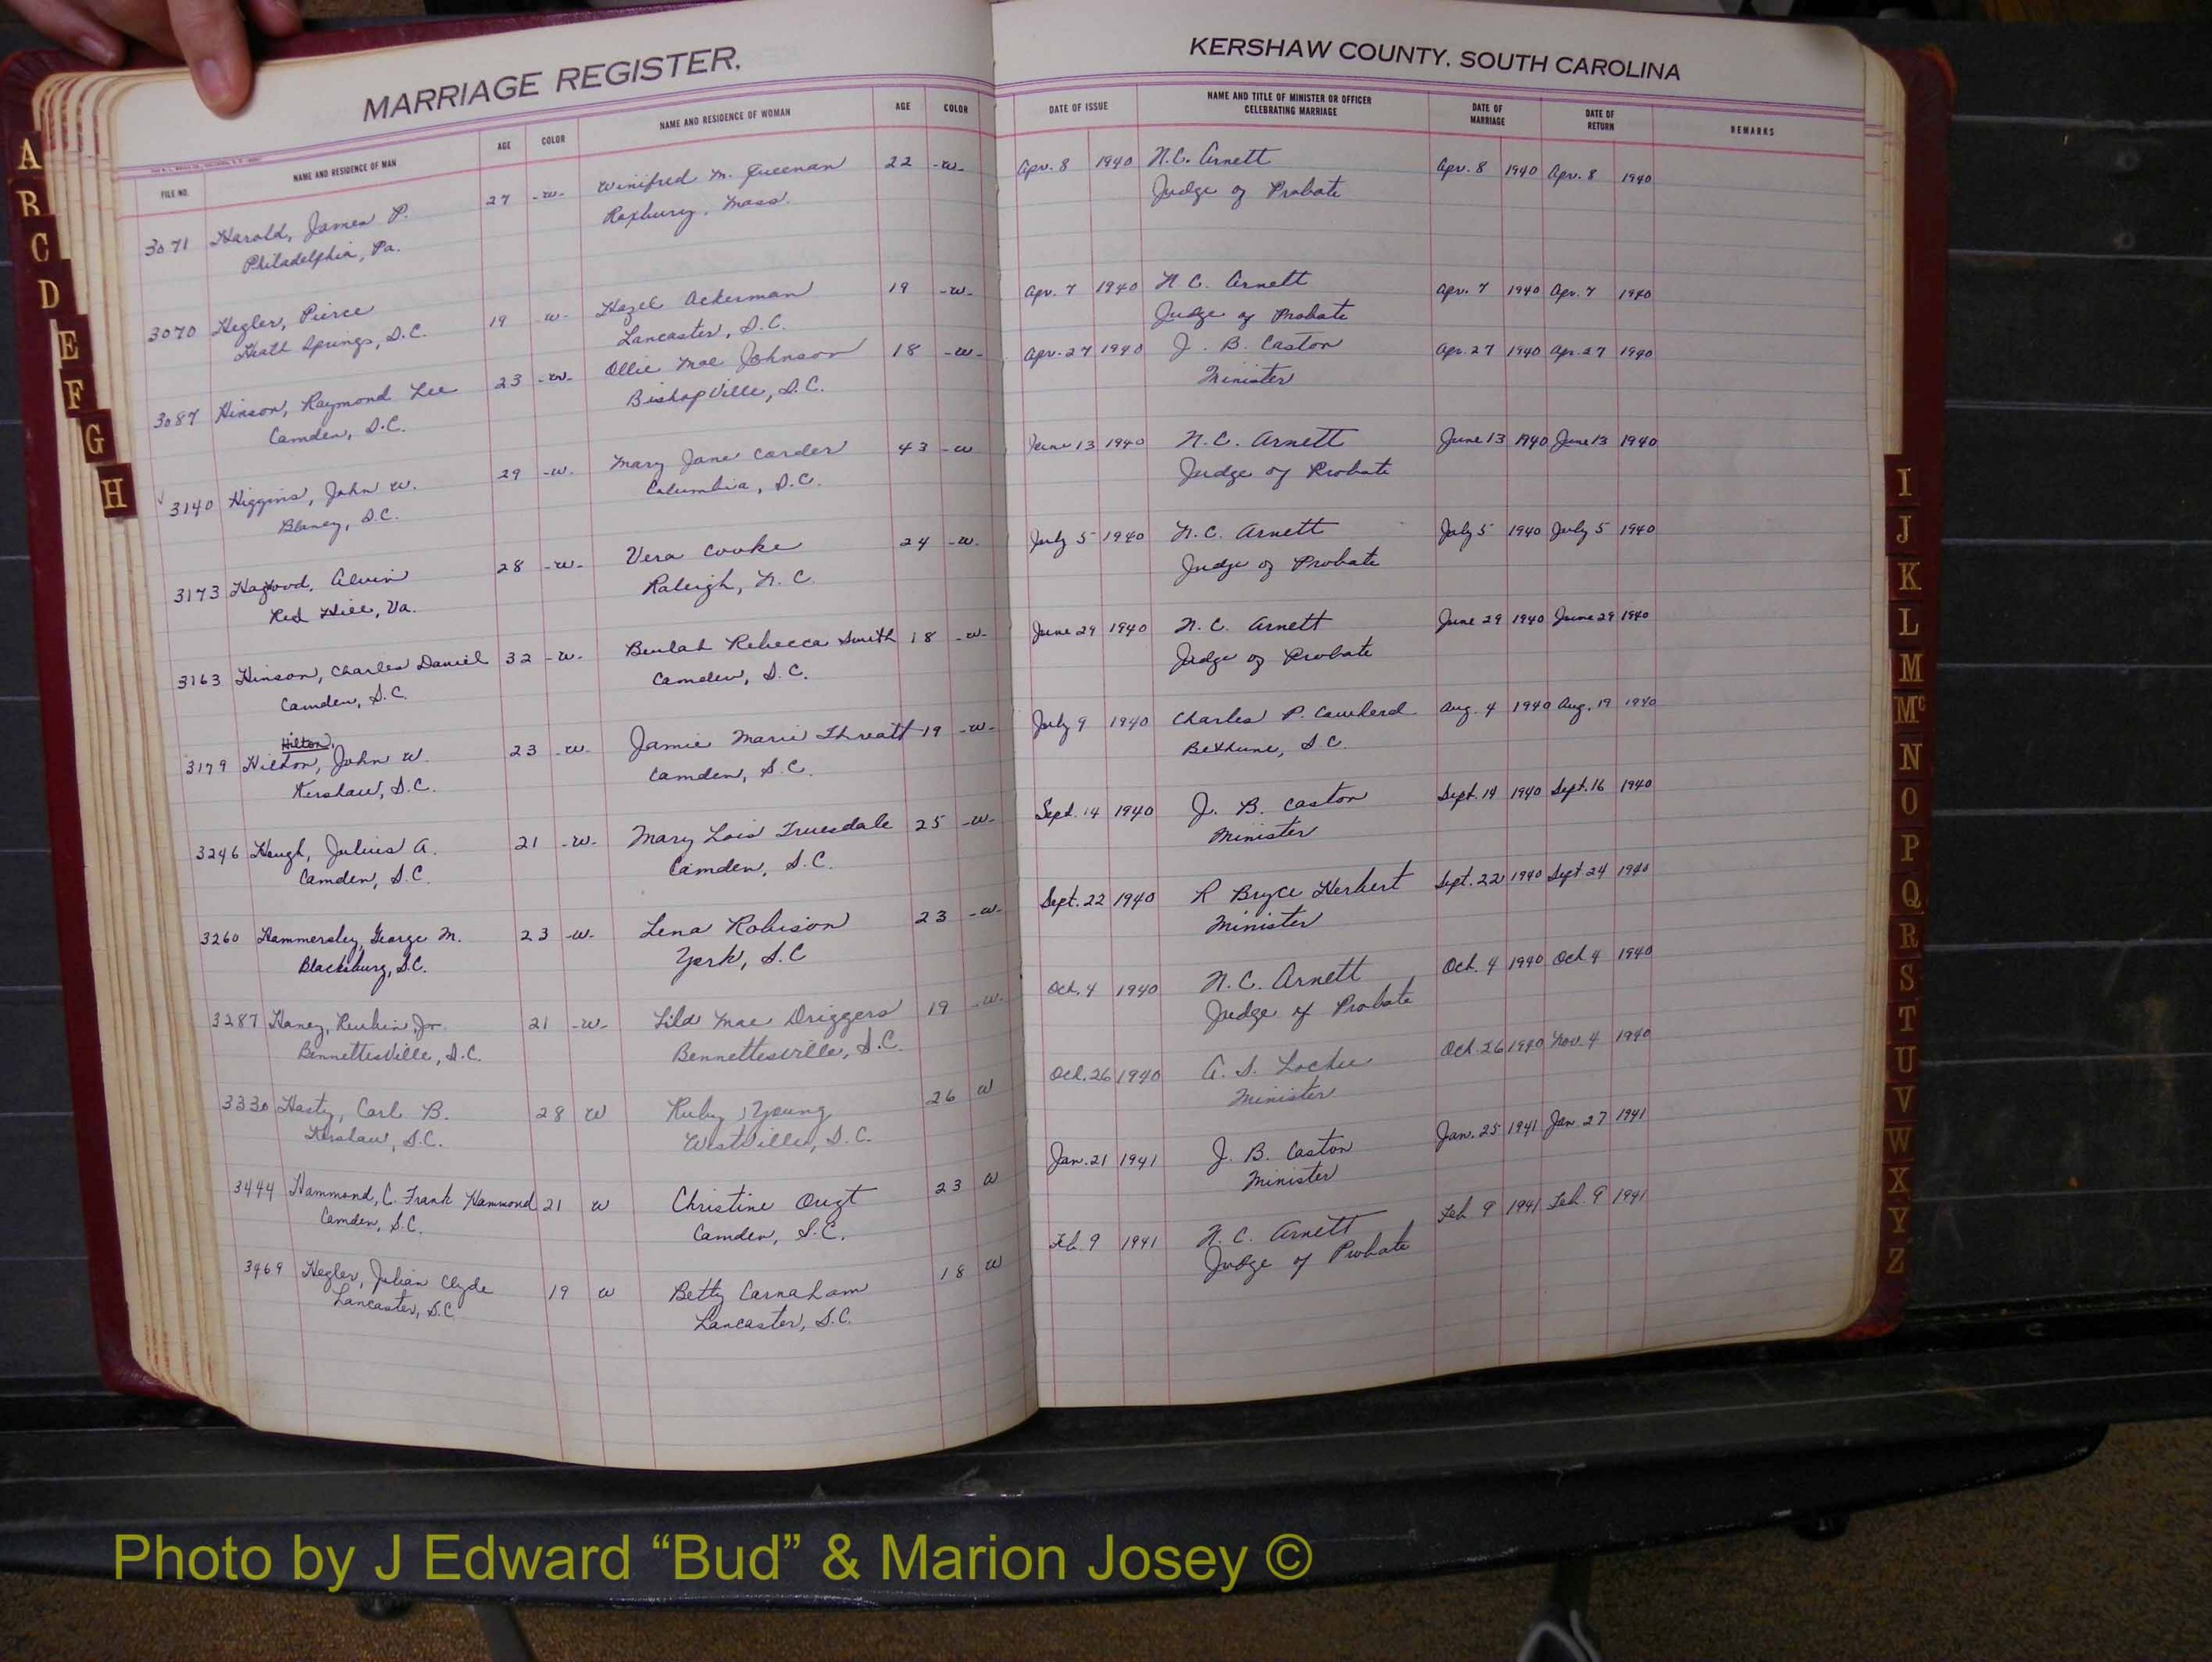 MARRIAGE REGISTER.
KERSHAW COUNTY, SOUTH CAROLINA
FILE NO. NAME AND RESIDENCE OF MAN AGE COLOR NAME AND RESIDENCE OF WOMAN AGE COLOR DATE OF ISSUE NAME AND TITLE OF MINISTER OR OFFICER CELEBRATING MARRIAGE DATE OF MARRIAGE DATE OF RETURN REMARKS
3071 Harold, James P. 27 -W- Winifred M. Queenan 22 -W- Apr. 8 1940 N.C. Arnett Apr. 8 1940 Apr. 8 1940
Philadelphia, Pa. Roxbury, Mass. Judge of Probate
3070 Hegler, Pierce 19 W- Hazel Ackerman 19 -W- Apr. 7 1940 N.C. Arnett Apr. 7 1940 Apr. 7 1940
Heath Springs, S.C. Lancaster, S.C. Judge of Probate
3087 Hinson, Raymond Lee 23 -W- Ollie Mae Johnson 18 -W- Apr. 27 1940 J. B. Caston Apr. 27 1940 Apr. 27 1940
Camden, S.C. Bishopville, S.C. Minister
3140 Higgins, John W. 29 -W- Mary Jane Corder 43 -W June 13 1940 N.C. Arnett June 13 1940 June 13 1940
Blaney, S.C. Columbia, S.C. Judge of Probate
3173 Hagwood, Alvin 28 -W- Vera Cooke 24 -W- July 5 1940 N.C. Arnett July 5 1940 July 5 1940
Red Hill, Va. Raleigh, N.C. Judge of Probate
3163 Hinson, Charles Daniel 32 -W- Beulah Rebecca Smith 18 -W- June 29 1940 N.C. Arnett June 29 1940 June 29 1940
Camden, S.C. Camden, S.C. Judge of Probate
Hilton,
3179 Hilton, John W. 23 -W- Jamie Marie Threatt 19 -W- July 9 1940 Charles P. Aug. 4 1940 Aug. 19 1940
Kershaw, S.C. Camden, S.C. Bethune, S.C.
3246 Hough, Julius A. 21 -W- Mary Lois Truesdale 25 -W- Sept. 14 1940 J. B. Caston Sept. 14 1940 Sept. 16 1940
Camden, S.C. Camden, S.C. Minister
3260 Hammersley, George M. 23 -W- Lena Robison 23 -W- Sept. 22 1940 R Bryce Herbert Sept. 22 1940 Sept 24 1940
Blacksburg, S.C. York, S.C Minister
3287 Haney, Reubin, Jr. 21 -W- Lila Mae Driggers 19 -W- Oct. 4 1940 N.C. Arnett Oct. 4 1940 Oct. 4 1940
Bennettesville, S.C. Bennettesville, S.C. Judge of Probate
3330 Hasty, Carl B. 28 W Ruby Young 26 W Oct. 26 1940 A. S. Oct. 26 1940 Nov. 4 1940
Kershaw, S.C. Westville, S.C. Minister
3444 Hammond, C. Frank Hammond 21 W Christine 23 W Jan. 21 1941 J. B. Caston Jan. 25 1941 Jan 27 1941
Camden, S.C. Camden, S.C. Minister
3469 Hegler, Julian Clyde 19 W Betty Carnaham 18 W Feb. 9 1941 N.C. Arnett Feb 9 1941 Feb. 9 1941
Lancaster, S.C Lancaster, S.C. Judge of Probate
A
B
C
D
E
F
G
H
I
J
K
L
M
Mc
N
O
P
Q
R
S
T
U
V
W
X
Y
Z
Photo by J Edward “Bud” & Marion Josey ©